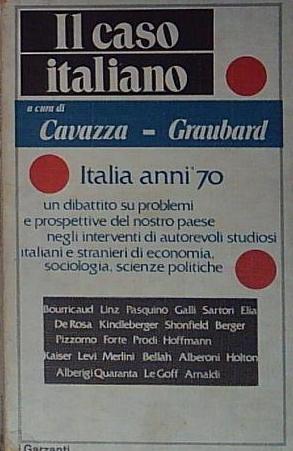 Il caso
italiano
a cura di
Cavazza - Graubard
Italia anni '70
un dibattito su problemi
e prospettive del nostro paese
negli interventi di autorevoli studiosi
italiani e stranieri di economia,
sociologia, scienze politiche
Bourricaud Linz Pasquino Galli Sartori Elia
De Rosa Kindleberger Shonfield Berger
Pizzorno Forte Prodi Hoffmann
Kaiser Levi Merlini Bellah Alberoni Holton
Alberigi Quaranta Le Goff Arnaldi
Garzanti